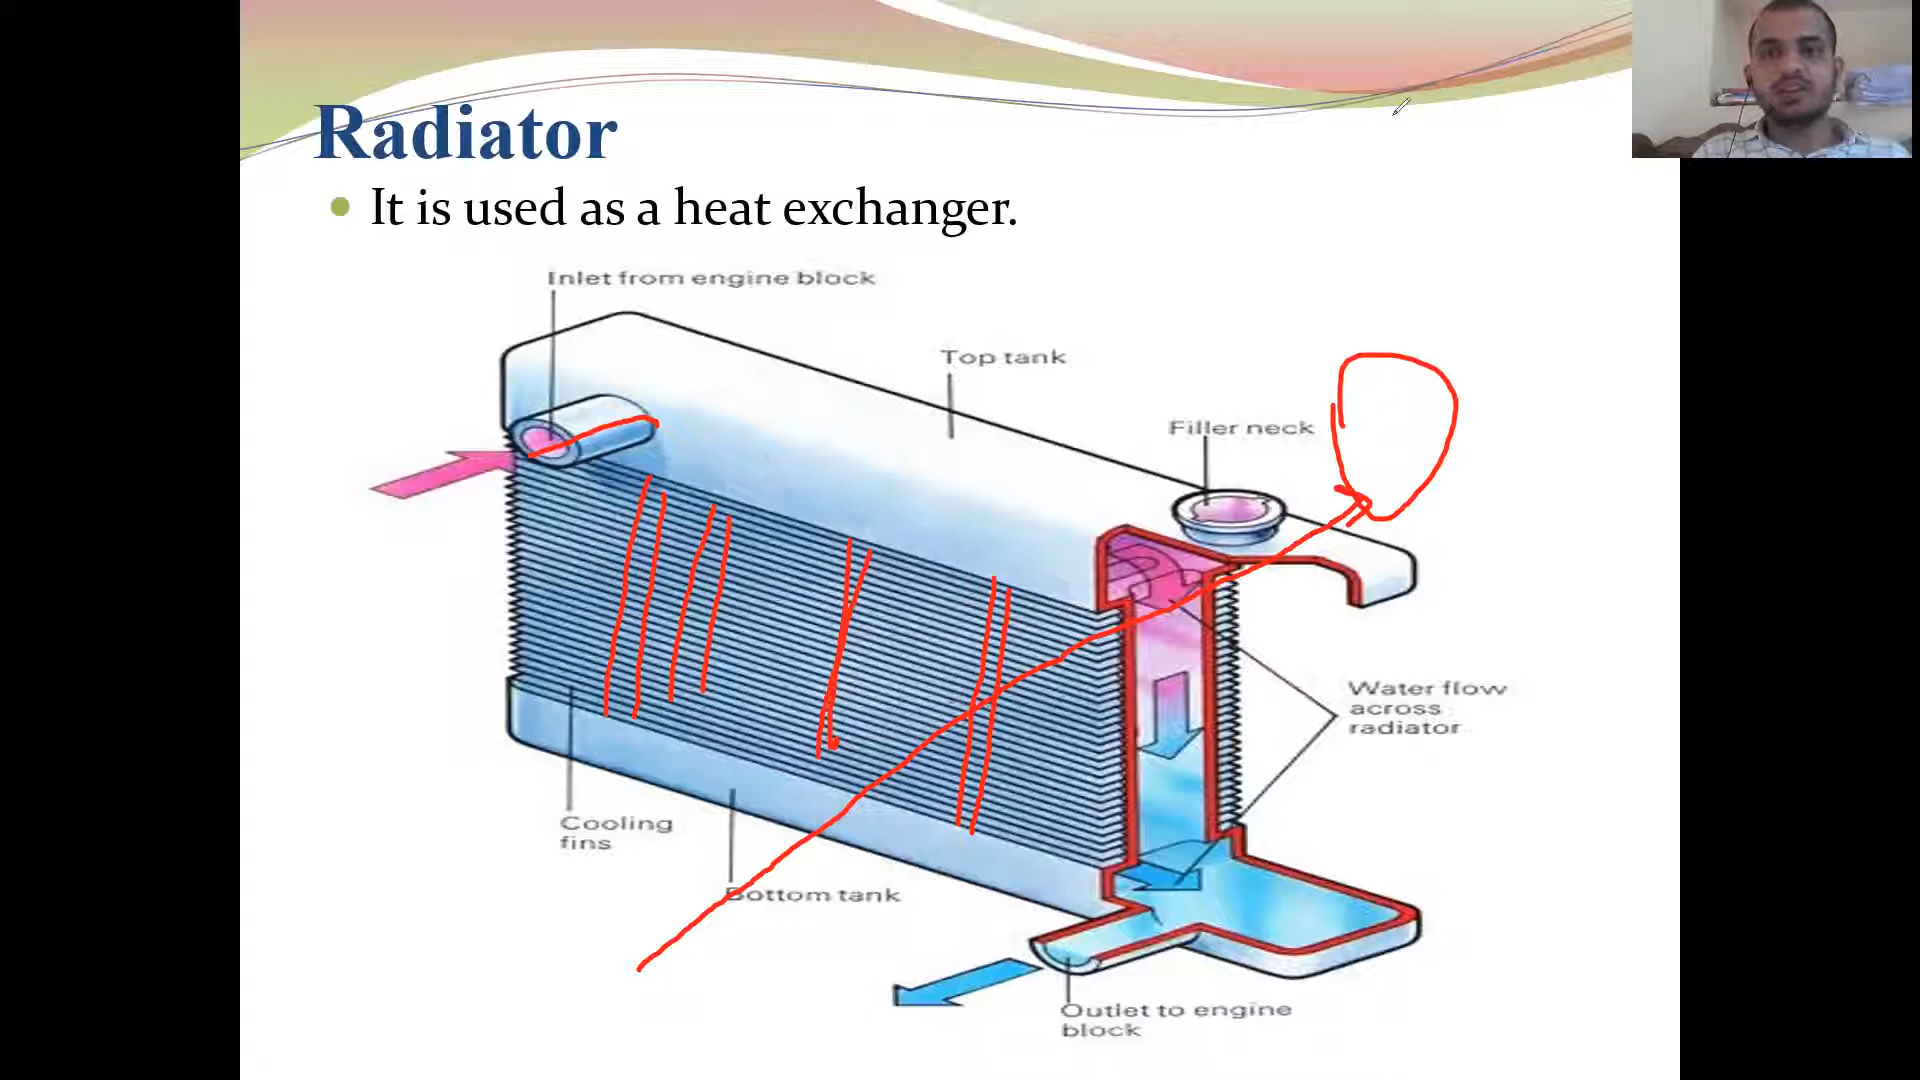 Radiator
It is used as a heat exchanger.
Inlet from engine block
Top tank
Filler neck
Water flow
across
radiator
Cooling
fins
Bottom tank
Outlet to engine
block